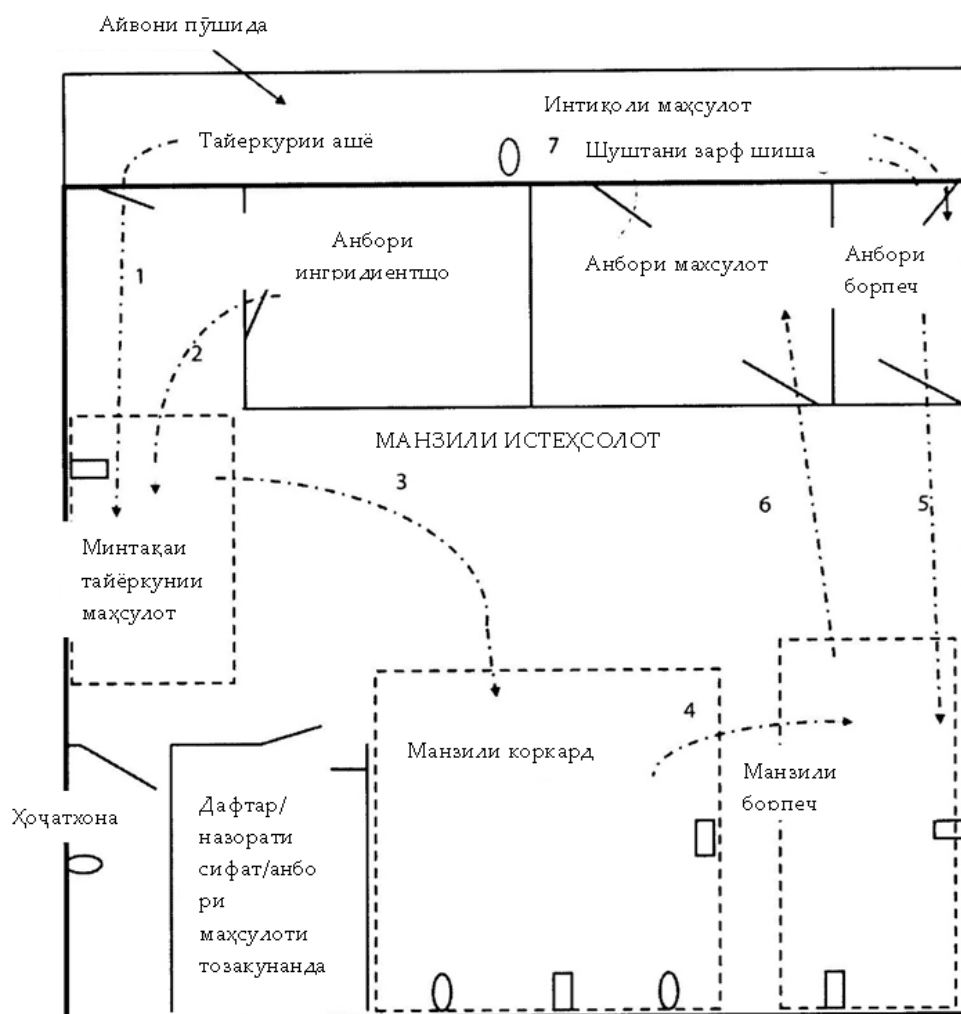 Айвони пӯшида
Интиқоли маҳсулот
Тайеркурии ашё
7
Шуштани зарф шиша
Анбори
ингридиентщо
Анбори махсулот
Анбори
борпеч
1
2
МАНЗИЛИ ИСТЕҲСОЛОТ
3
6
5
Минтақаи
тайёркунии
маҳсулот
4
Манзили коркард
Манзили
борпеч
Ҳоҷатхона
Дафтар/
назорати
сифат/анбо
ри
маҳсулоти
тозакунанда